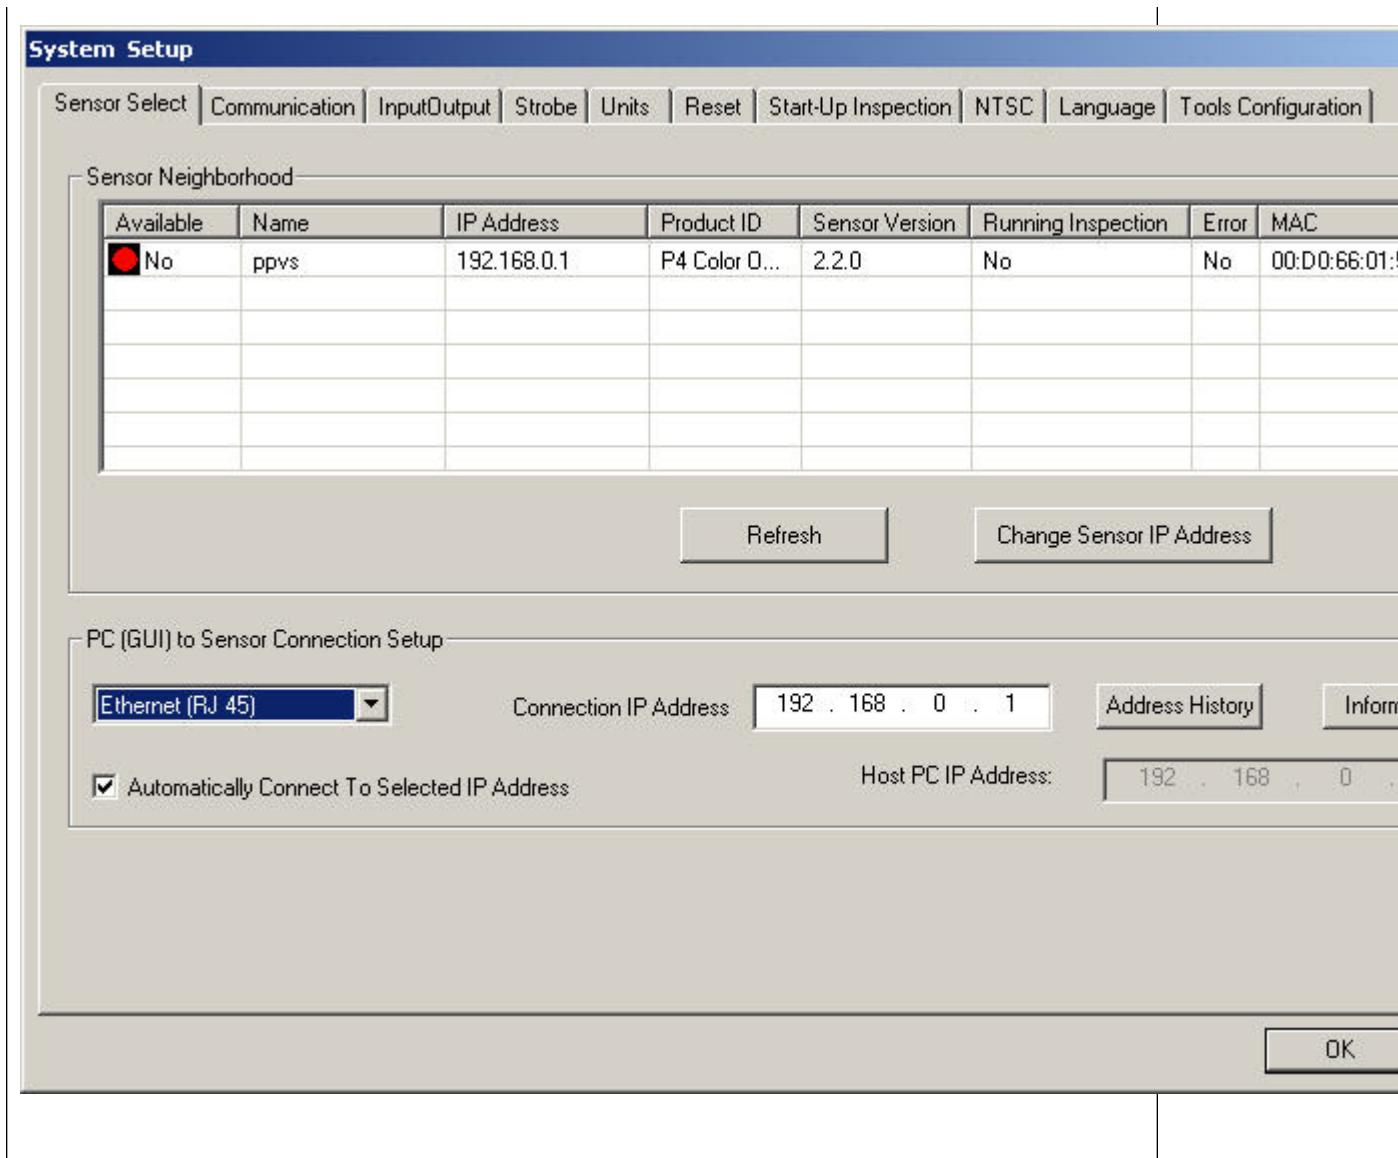 System Setup
Sensor Select Communication InputOutput Strobe Units Reset Start-Up Inspection NTSC Language Tools Configuration
Sensor Neighborhood
Available Name IP Address Product ID Sensor Version Running Inspection Error MAC
No ppvs 192.168.0.1 P4 Color O... 2.2.0 No No 00:D0:66:01:
Refresh Change Sensor IP Address
PC (GUI) to Sensor Connection Setup
Ethernet (RJ 45) Connection IP Address 192 . 168 . 0 . 1 Address History Inform
Automatically Connect To Selected IP Address Host PC IP Address: 192 . 168 . 0 .
OK